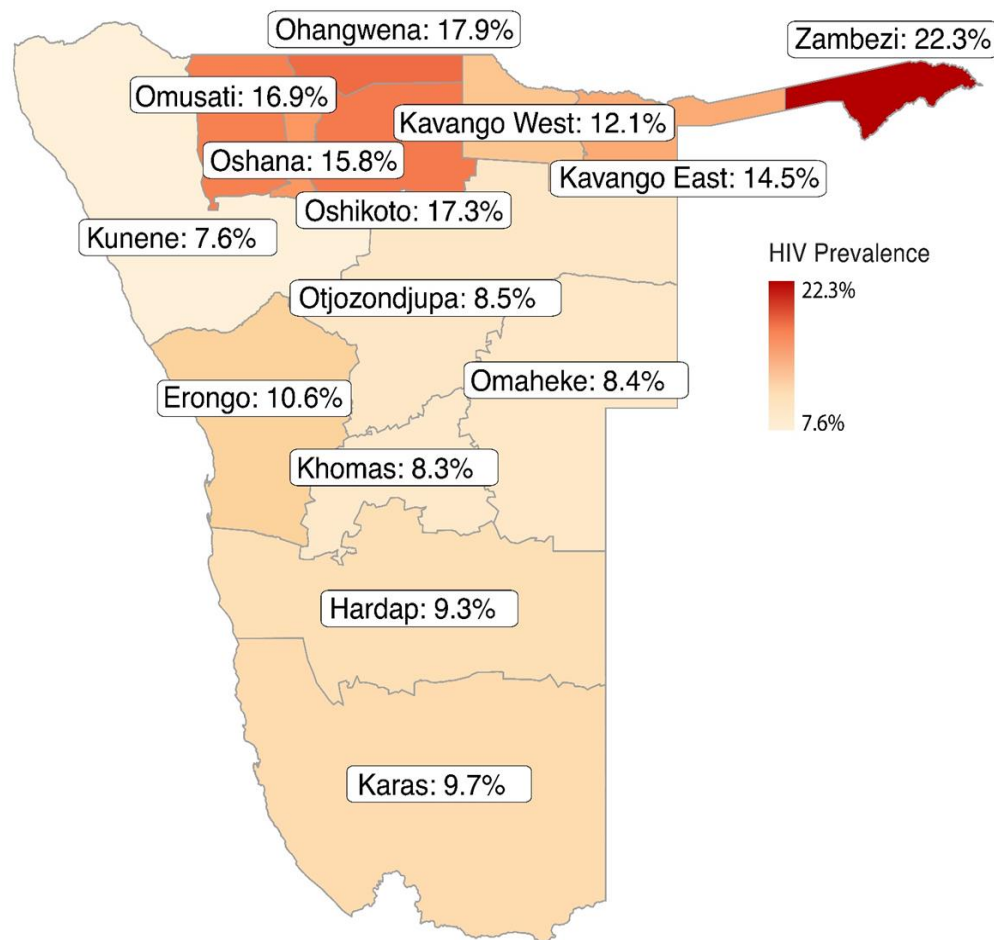 Ohangwena: 17.9%
Zambezi: 22.3%
Omusati: 16.9%
Kavango West: 12.1%
Oshana: 15.8%
Kavango East: 14.5%
Oshikoto: 17.3%
Kunene: 7.6%
HIV Prevalence
22.3%
7.6%
Otjozondjupa: 8.5%
Omaheke: 8.4%
Erongo: 10.6%
Khomas: 8.3%
Hardap: 9.3%
Karas: 9.7%